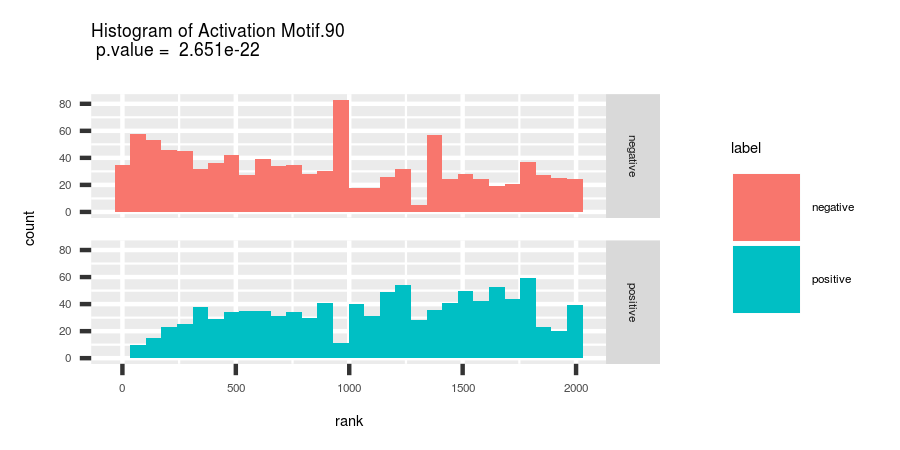 Histogram of Activation Motif.90
p.value = 2.651e-22
count
80
60
40
20
0
negative
80
60
40
20
0
positive
0 500 1000 1500 2000
rank
label
negative
positive